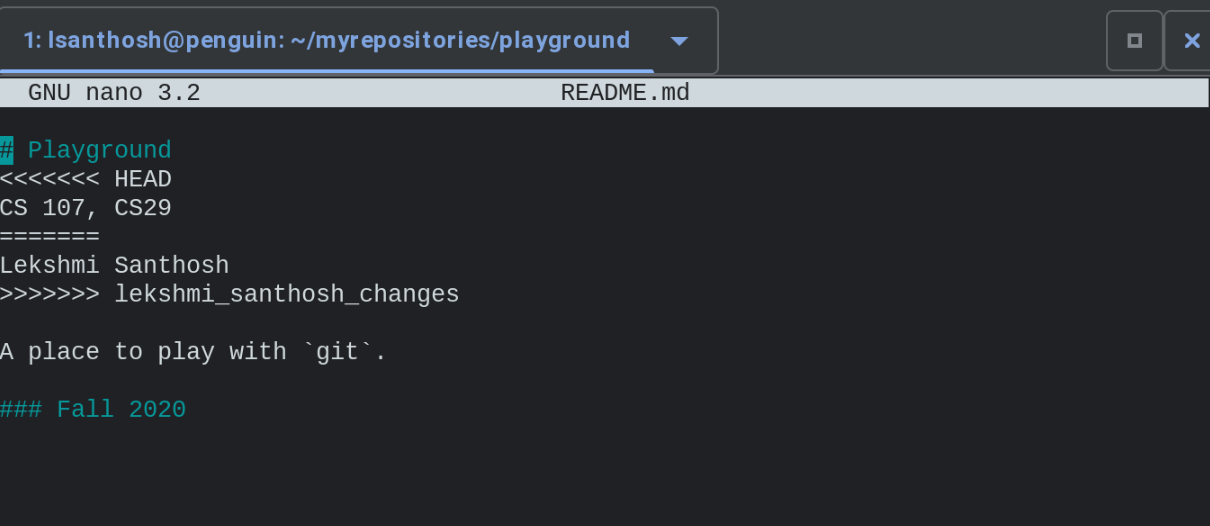 1: lsanthosh@penguin: ~/myrepositories/playground
GNU nano 3.2 README.md
# Playground
<<<<<<< HEAD
CS 107, CS29
=======
Lekshmi Santhosh
>>>>>>> lekshmi_santhosh_changes
A place to play with `git`.
### Fall 2020